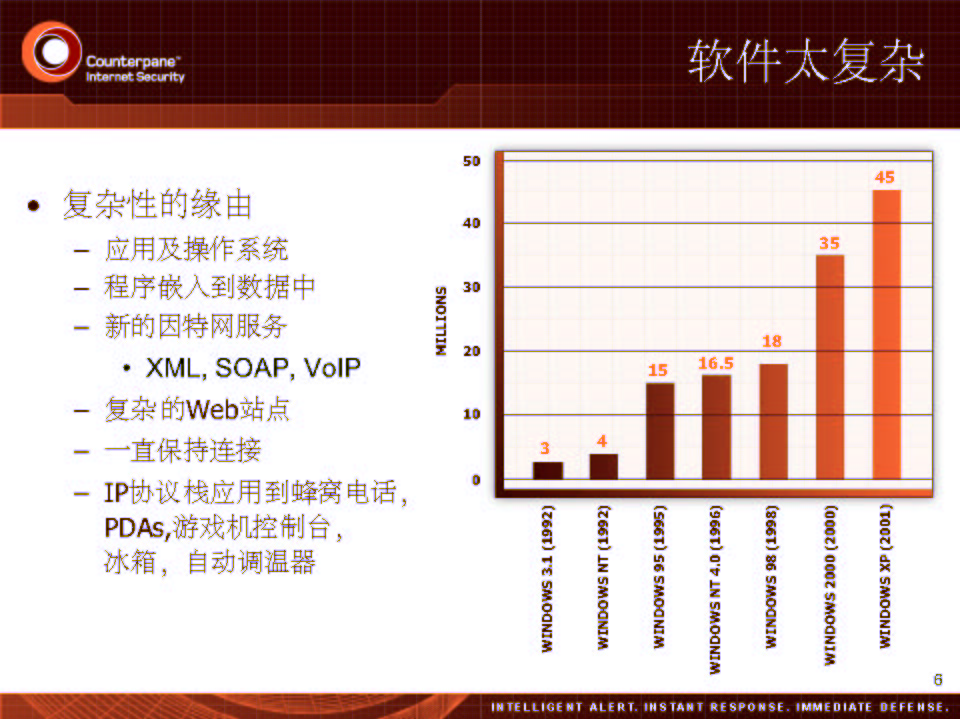 Counterpane™
Internet Security
软件太复杂
• 复杂性的缘由
– 应用及操作系统
– 程序嵌入到数据中
– 新的因特网服务
• XML, SOAP, VoIP
– 复杂的Web站点
– 一直保持连接
– IP协议栈应用到蜂窝电话，
PDAs,游戏机控制台，
冰箱，自动调温器
MILLIONS
50
40
30
20
10
0
3
4
15
16.5
18
35
45
WINDOWS 3.1 (1992)
WINDOWS NT (1992)
WINDOWS 95 (1995)
WINDOWS NT 4.0 (1996)
WINDOWS 98 (1998)
WINDOWS 2000 (2000)
WINDOWS XP (2001)
6
INTELLIGENT ALERT. INSTANT RESPONSE. IMMEDIATE DEFENSE.